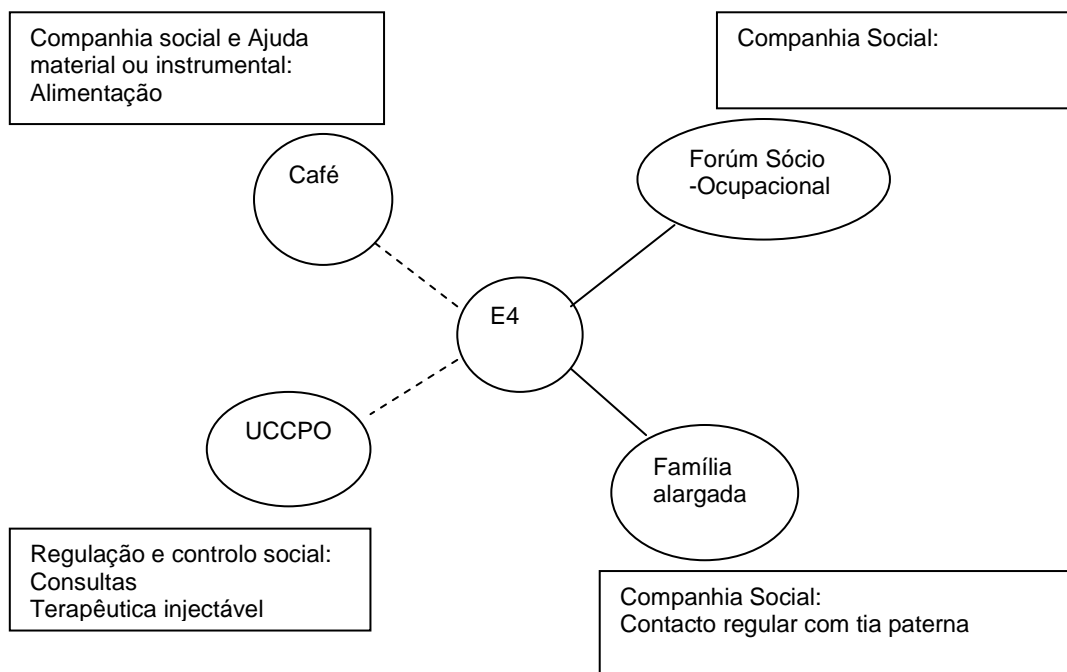 Companhia social e Ajuda
material ou instrumental:
Alimentação
Companhia Social:
Café
Forúm Sócio
-Ocupacional
E4
UCCPO
Família
alargada
Regulação e controlo social:
Consultas
Terapêutica injectável
Companhia Social:
Contacto regular com tia paterna